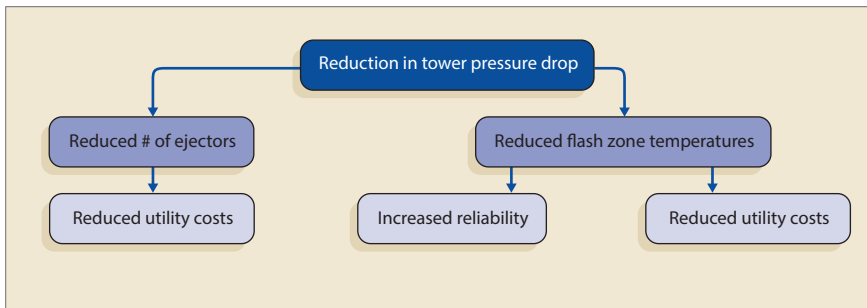 Reduction in tower pressure drop
Reduced # of ejectors
Reduced flash zone temperatures
Reduced utility costs
Increased reliability
Reduced utility costs